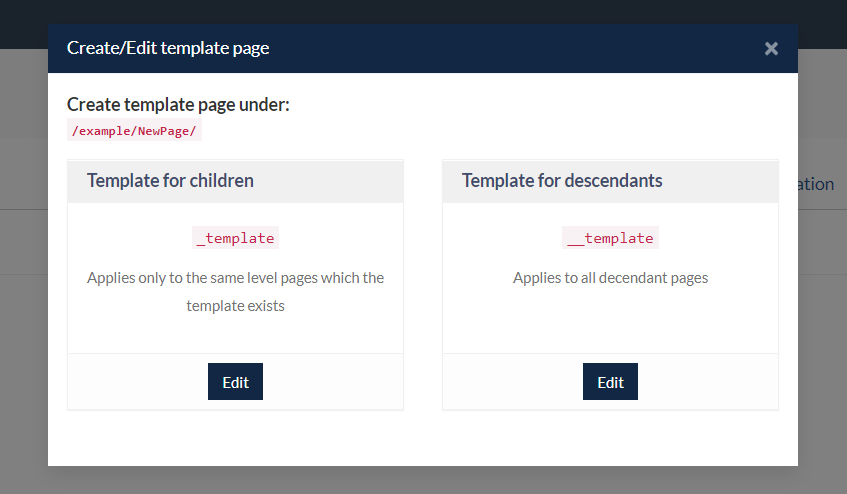 Create/Edit template page
×
Create template page under:
/example/NewPage/
Template for children
_template
Applies only to the same level pages which the
template exists
Edit
Template for descendants
__template
Applies to all decendant pages
Edit
ation